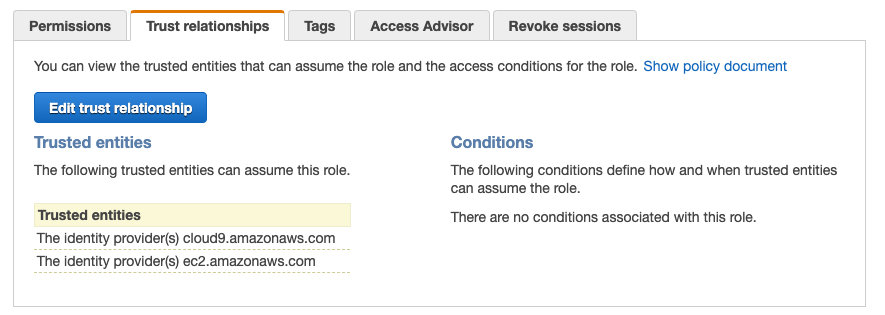 Permissions Trust relationships Tags Access Advisor Revoke sessions
You can view the trusted entities that can assume the role and the access conditions for the role. Show policy document
Edit trust relationship
Trusted entities
The following trusted entities can assume this role.
Trusted entities
The identity provider(s) cloud9.amazonaws.com
The identity provider(s) ec2.amazonaws.com
Conditions
The following conditions define how and when trusted entities
can assume the role.
There are no conditions associated with this role.